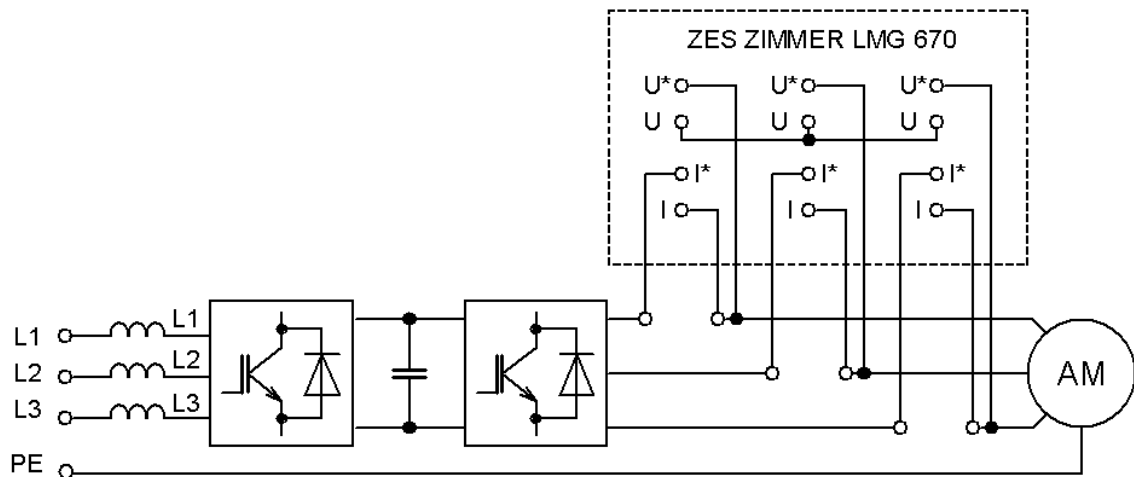 ZES ZIMMER LMG 670
U* U* U*
U U U
I* I* I*
I I I
L1 L1
L2 L2
L3 L3
AM
PE